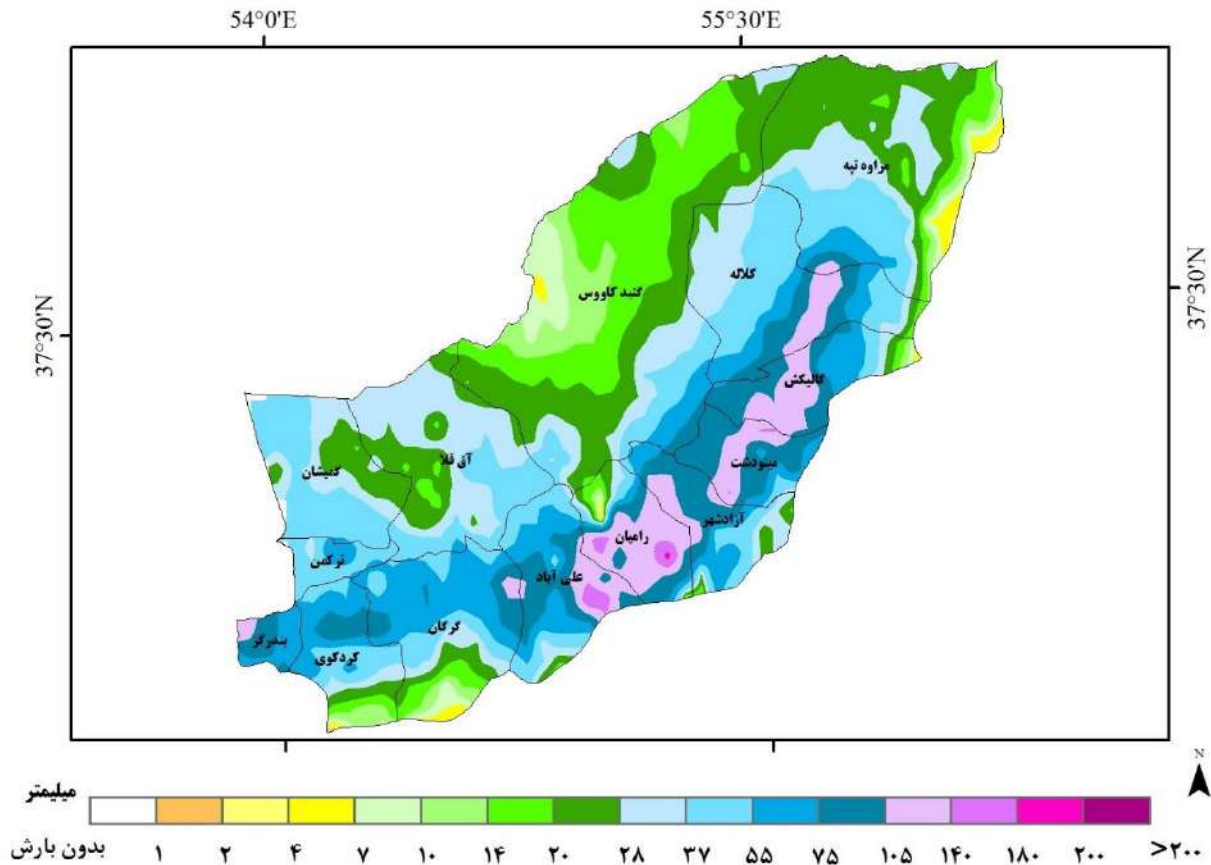 54°0'E 55°30'E
مراوه تپه
37°30'N
کلاله
گنبد کاووس
37°30'N
گالیکش
آق قلا
گمیشان
مینودشت
آزادشهر
رامیان
ترکمن
علی آباد
گرگان
بندرگز
کردکوی
N
میلیمتر
بدون بارش ۱ ۲ ۴ ۷ ۱۰ ۱۴ ۲۰ ۲۸ ۳۷ ۵۵ ۷۵ ۱۰۵ ۱۴۰ ۱۸۰ ۲۰۰ >۲۰۰